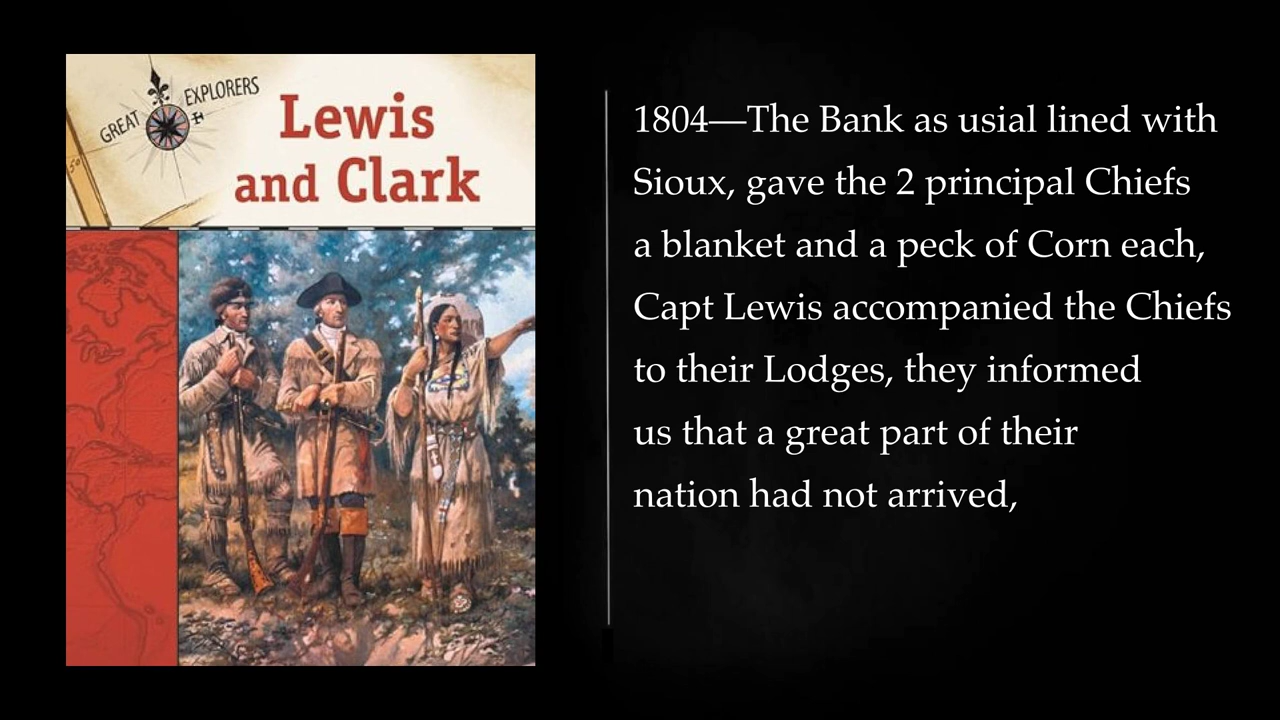 GREAT EXPLORERS
Lewis
and Clark
1804—The Bank as usial lined with
Sioux, gave the 2 principal Chiefs
a blanket and a peck of Corn each,
Capt Lewis accompanied the Chiefs
to their Lodges, they informed
us that a great part of their
nation had not arrived,